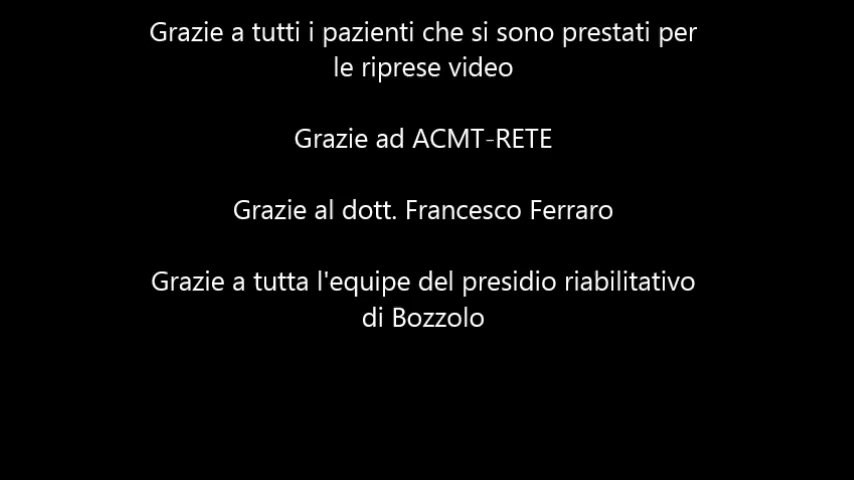 Grazie a tutti i pazienti che si sono prestati per
le riprese video
Grazie ad ACMT-RETE
Grazie al dott. Francesco Ferraro
Grazie a tutta l'equipe del presidio riabilitativo
di Bozzolo